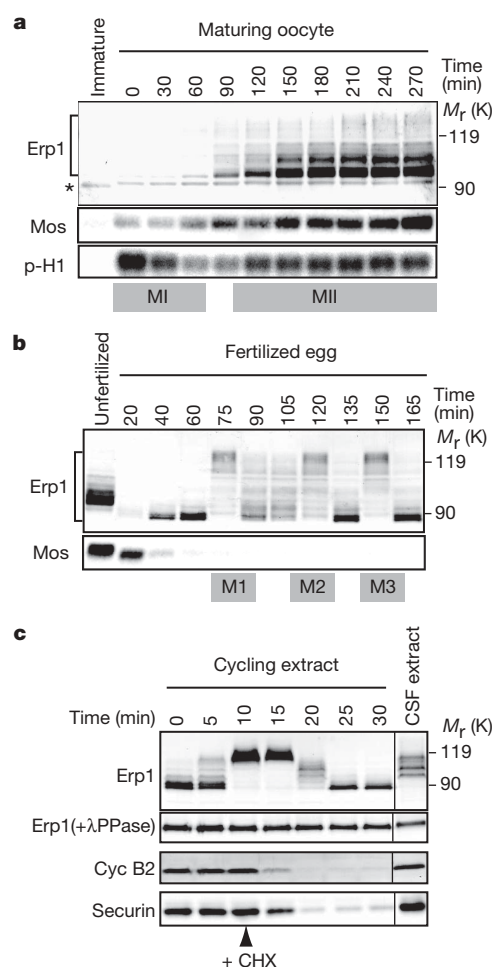 a
Maturing oocyte
Immature
0 30 60 90 120 150 180 210 240 270
Time (min)
Mr (K)
Erp1
119
*
90
Mos
p-H1
MI
MII
b
Fertilized egg
Unfertilized
20 40 60 75 90 105 120 135 150 165
Time (min)
Mr (K)
Erp1
119
90
Mos
M1
M2
M3
c
Cycling extract
CSF extract
Time (min) 0 5 10 15 20 25 30
Mr (K)
Erp1
119
90
Erp1(+λPPase)
Cyc B2
Securin
+ CHX